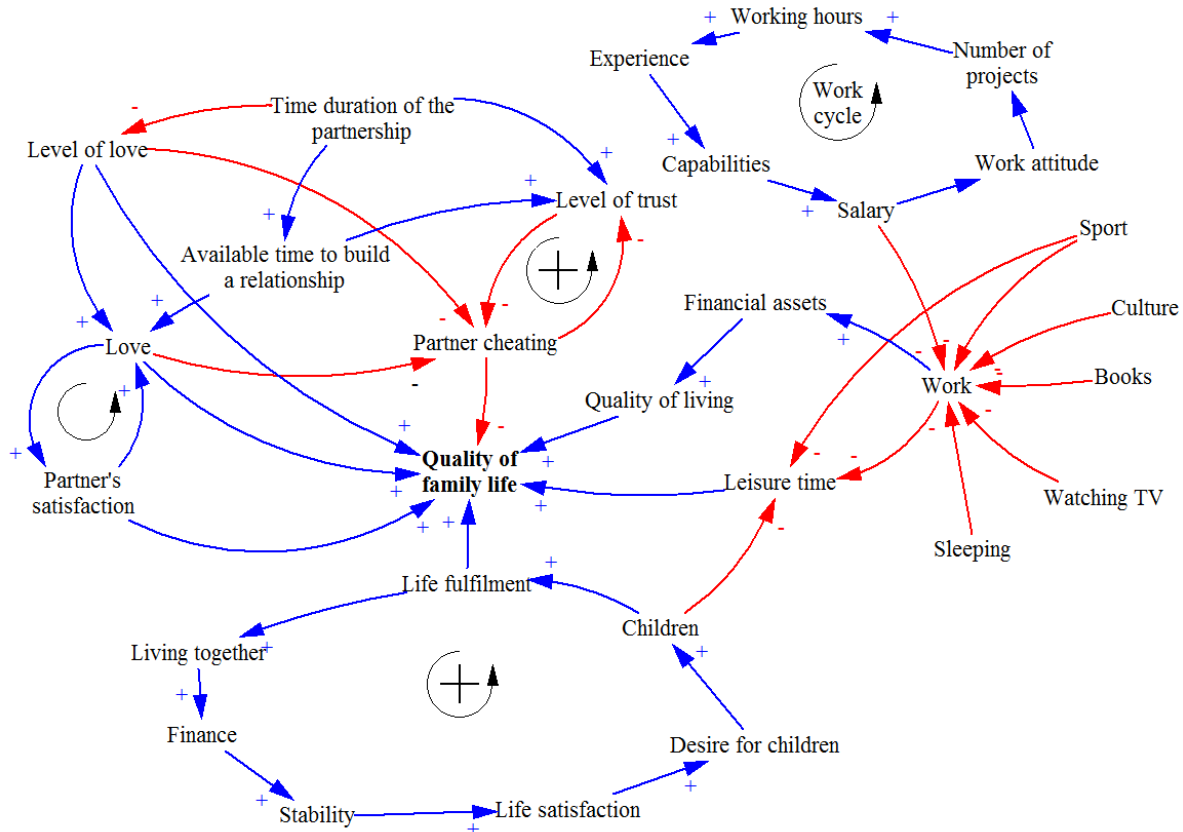 Working hours
Experience
Number of
projects
Work
cycle
Time duration of the
partnership
Level of love
Capabilities
Work attitude
Level of trust
Salary
Sport
Available time to build
a relationship
Financial assets
Culture
Love
Partner cheating
Work
Books
Quality of living
Quality of
family life
Partner's
satisfaction
Leisure time
Watching TV
Sleeping
Life fulfilment
Children
Living together
Finance
Desire for children
Stability
Life satisfaction